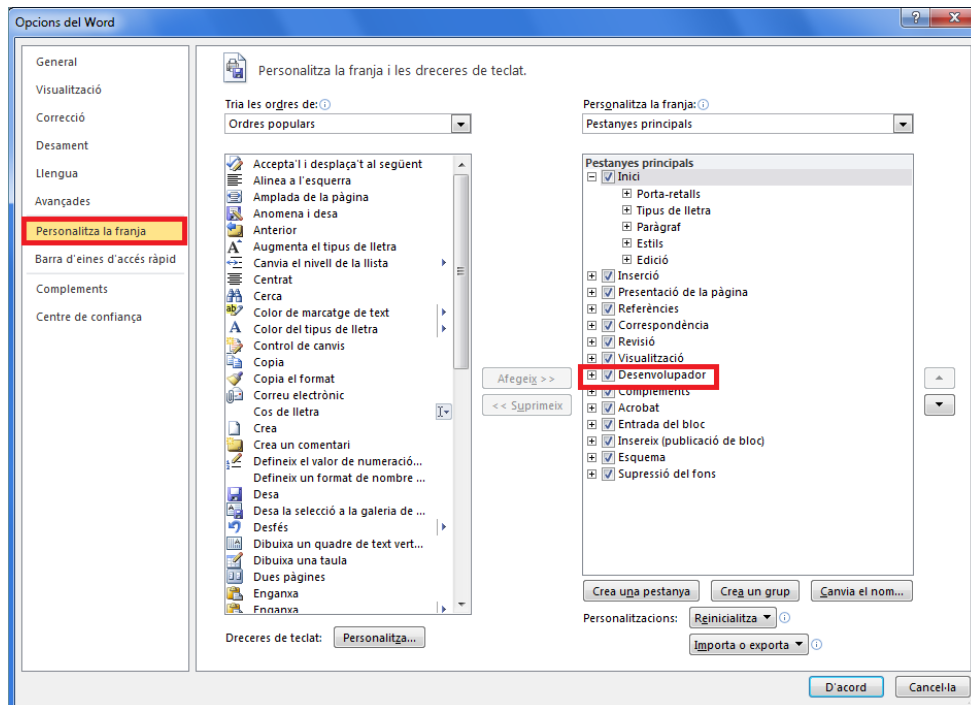 Opcions del Word
General
Visualització
Correcció
Desament
Llengua
Avançades
Personalitza la franja
Barra d'eines d'accés ràpid
Complements
Centre de confiança
Personalitza la franja i les dreceres de teclat.
Tria les ordres de:
Ordres populars
Accepta'l i desplaça't al següent
Alinea a l'esquerra
Amplada de la pàgina
Anomena i desa
Anterior
Augmenta el tipus de lletra
Canvia el nivell de la llista
Centrat
Cerca
Color de marcatge de text
Color del tipus de lletra
Control de canvis
Copia
Copia el format
Correu electrònic
Cos de lletra
Crea
Crea un comentari
Defineix el valor de numeració...
Defineix un format de nombre ...
Desa
Desa la selecció a la galeria de ...
Desfés
Dibuixa un quadre de text vert...
Dibuixa una taula
Dues pàgines
Enganxa
Enganxa
Dreceres de teclat: Personalitza...
Afegeix >>
<< Suprimeix
Personalitza la franja:
Pestanyes principals
Pestanyes principals
Inici
Porta-retalls
Tipus de lletra
Paràgraf
Estils
Edició
Inserció
Presentació de la pàgina
Referències
Correspondència
Revisió
Visualització
Desenvolupador
Complements
Acrobat
Entrada del bloc
Insereix (publicació de bloc)
Esquema
Supressió del fons
Crea una pestanya Crea un grup Canvia el nom...
Personalitzacions: Reinicialitza
Importa o exporta
D'acord Cancel·la